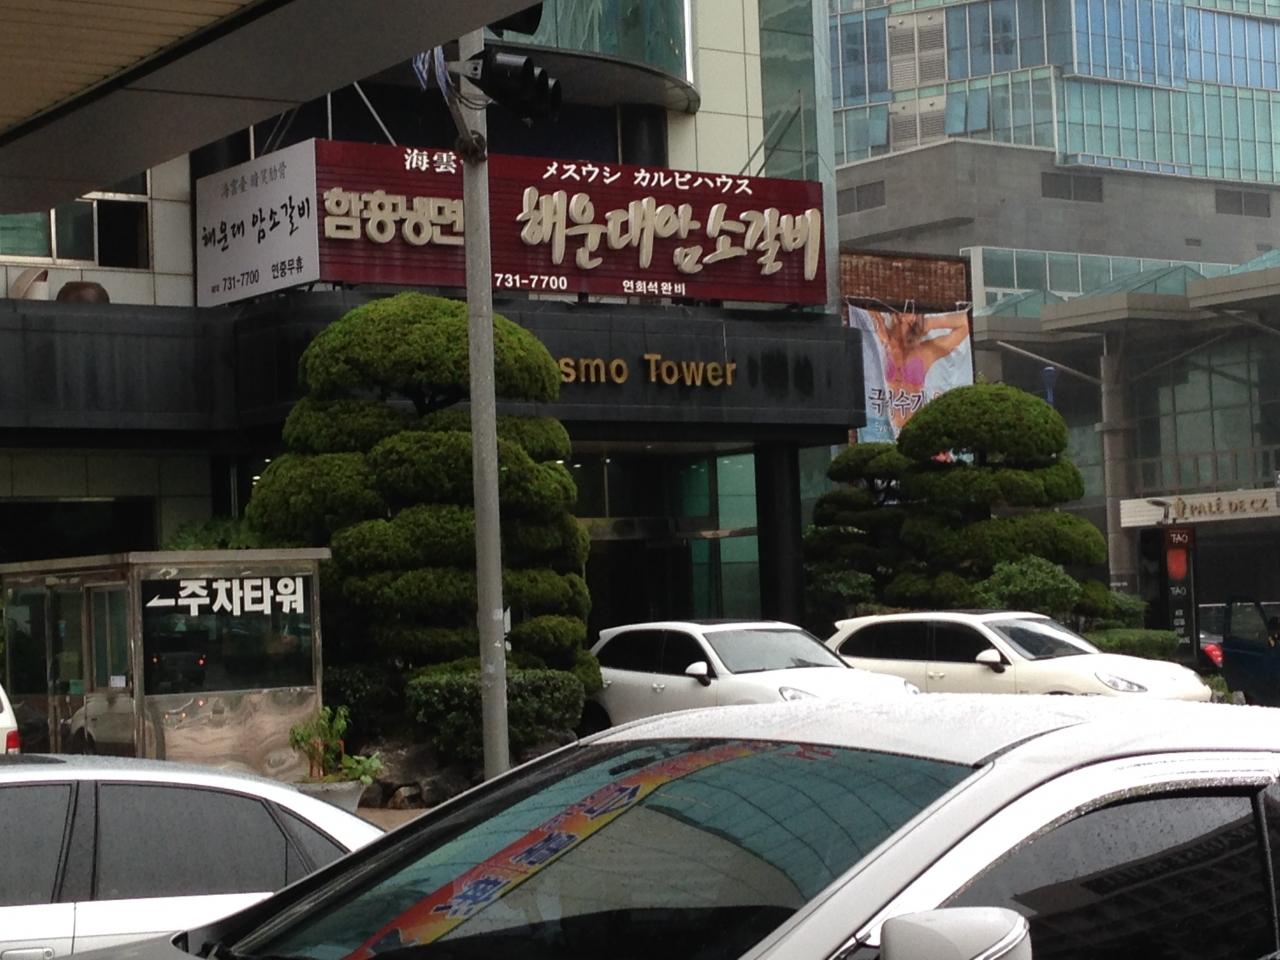 海雲
メスウシ カルビハウス
해운대 암소갈비
731-7700 연중무휴
함흥냉면
해운대암소갈비
731-7700
연회석완비
smo Tower
주차타워
PALÉ DE CZ
TAO
TAO